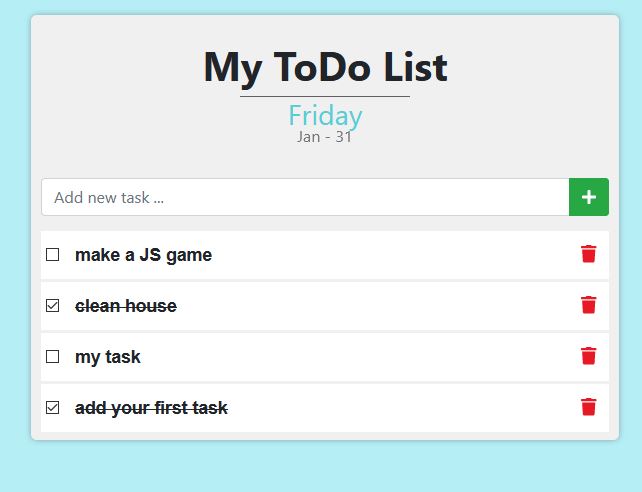 My ToDo List
Friday
Jan - 31
Add new task ...
make a JS game
clean house
my task
add your first task